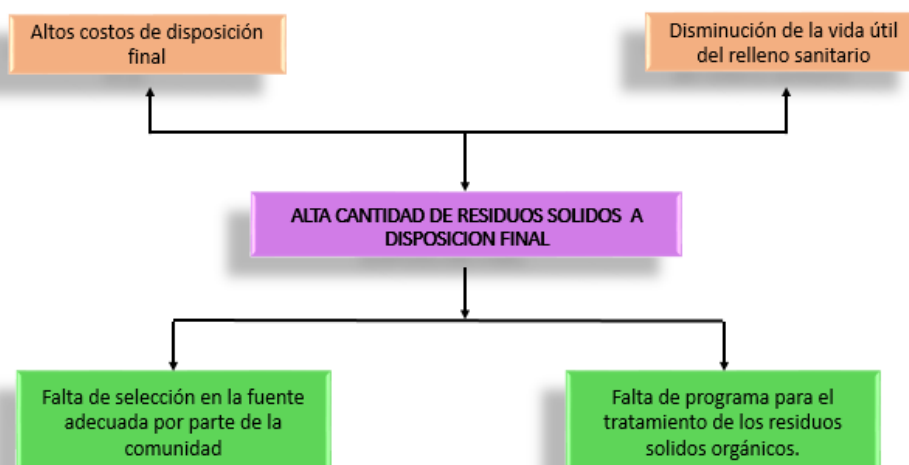 Altos costos de disposición
final
Disminución de la vida útil
del relleno sanitario
ALTA CANTIDAD DE RESIDUOS SOLIDOS A
DISPOSICION FINAL
Falta de selección en la fuente
adecuada por parte de la
comunidad
Falta de programa para el
tratamiento de los residuos
solidos orgánicos.